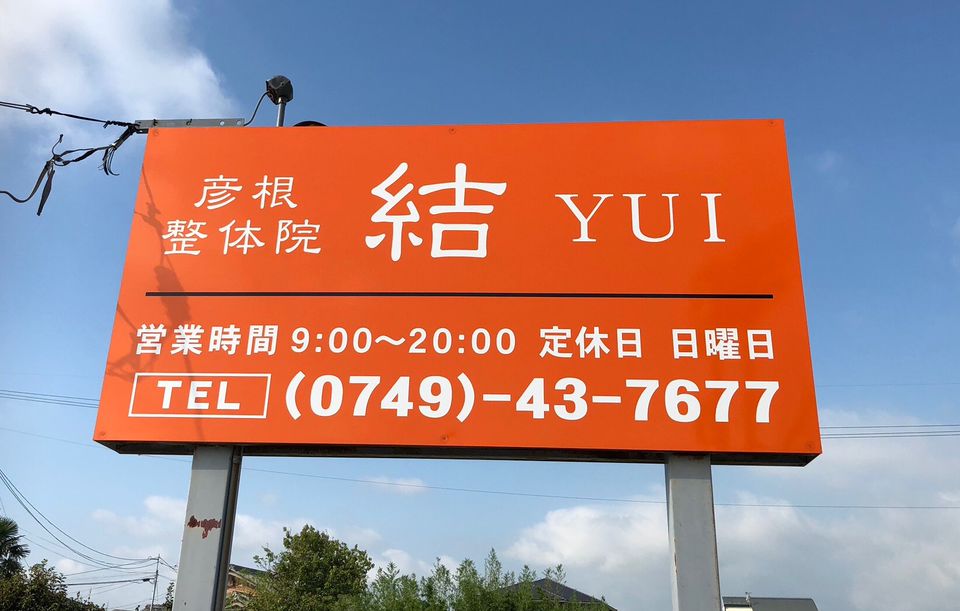 彦根
整体院 結 YUI
営業時間 9:00〜20:00 定休日 日曜日
TEL (0749)-43-7677